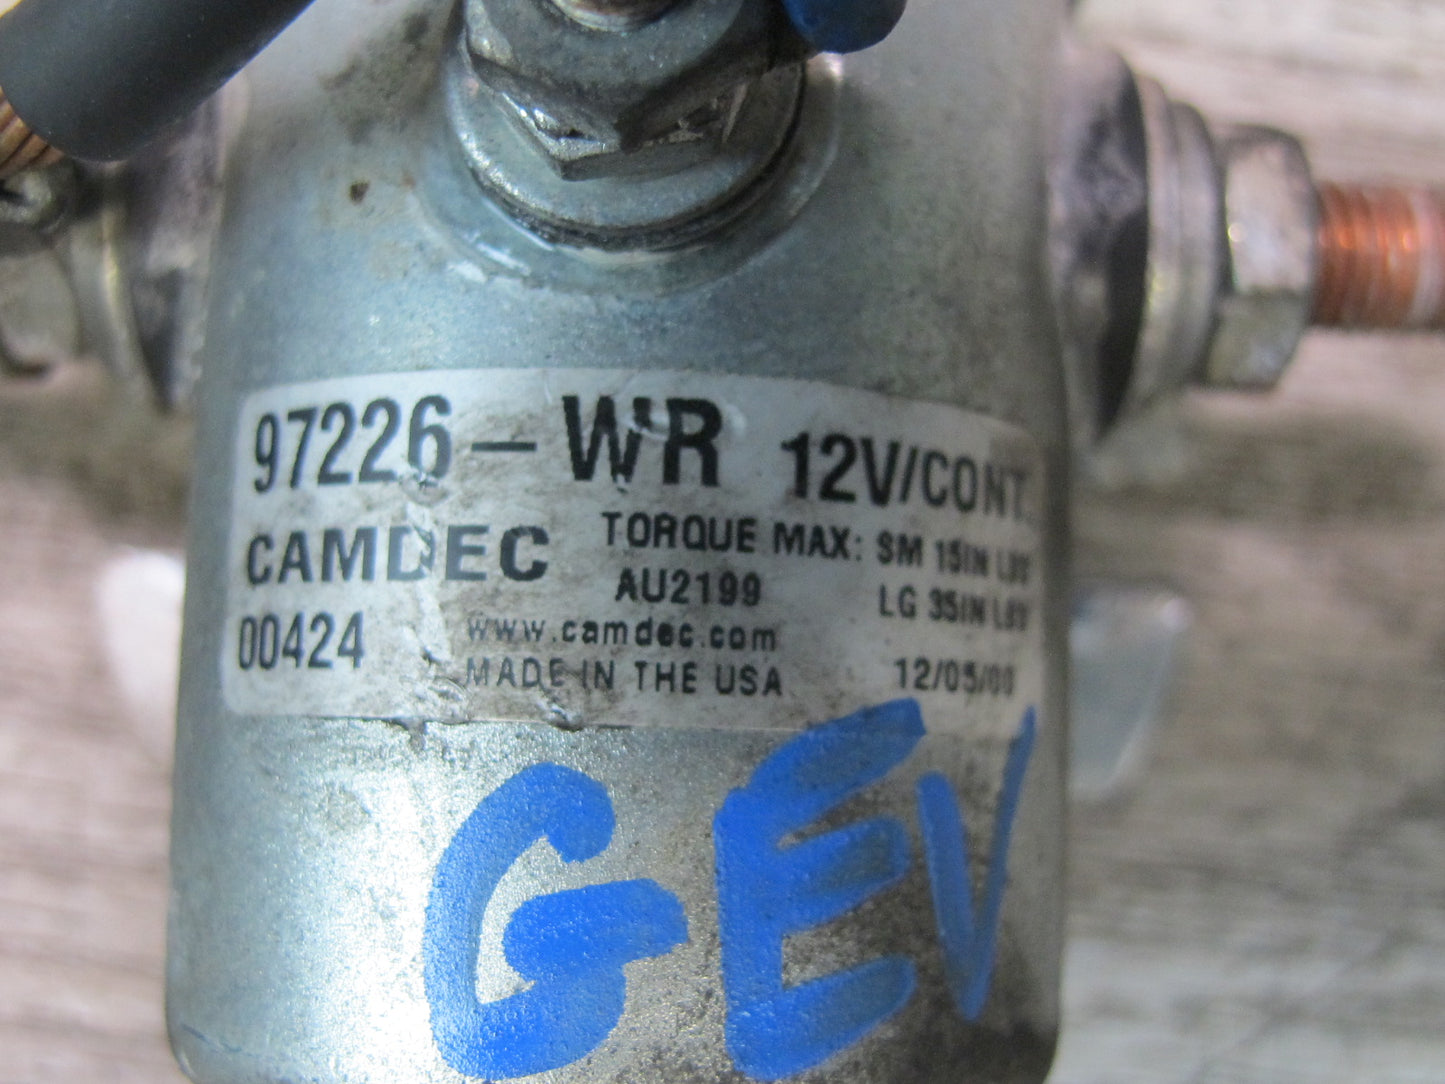 97226-WR 12V/CONT.
CAMDEC TORQUE MAX: SM 15IN LBS
AU2199 LG 35IN LBS
00424 www.camdec.com
MADE IN THE USA 12/05/00
GEV